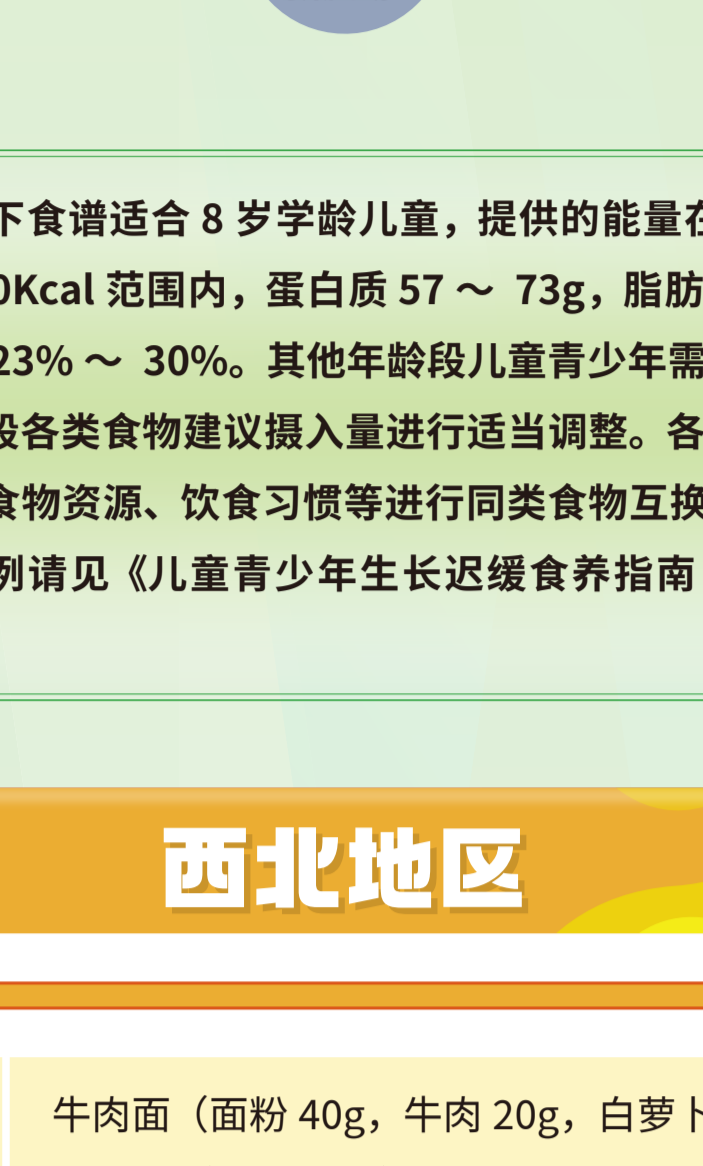 下食谱适合 8 岁学龄儿童，提供的能量在
0Kcal 范围内，蛋白质 57 ～ 73g，脂肪
23% ～ 30%。其他年龄段儿童青少年需
段各类食物建议摄入量进行适当调整。各
食物资源、饮食习惯等进行同类食物互换
例请见《儿童青少年生长迟缓食养指南
西北地区
牛肉面（面粉 40g，牛肉 20g，白萝卜